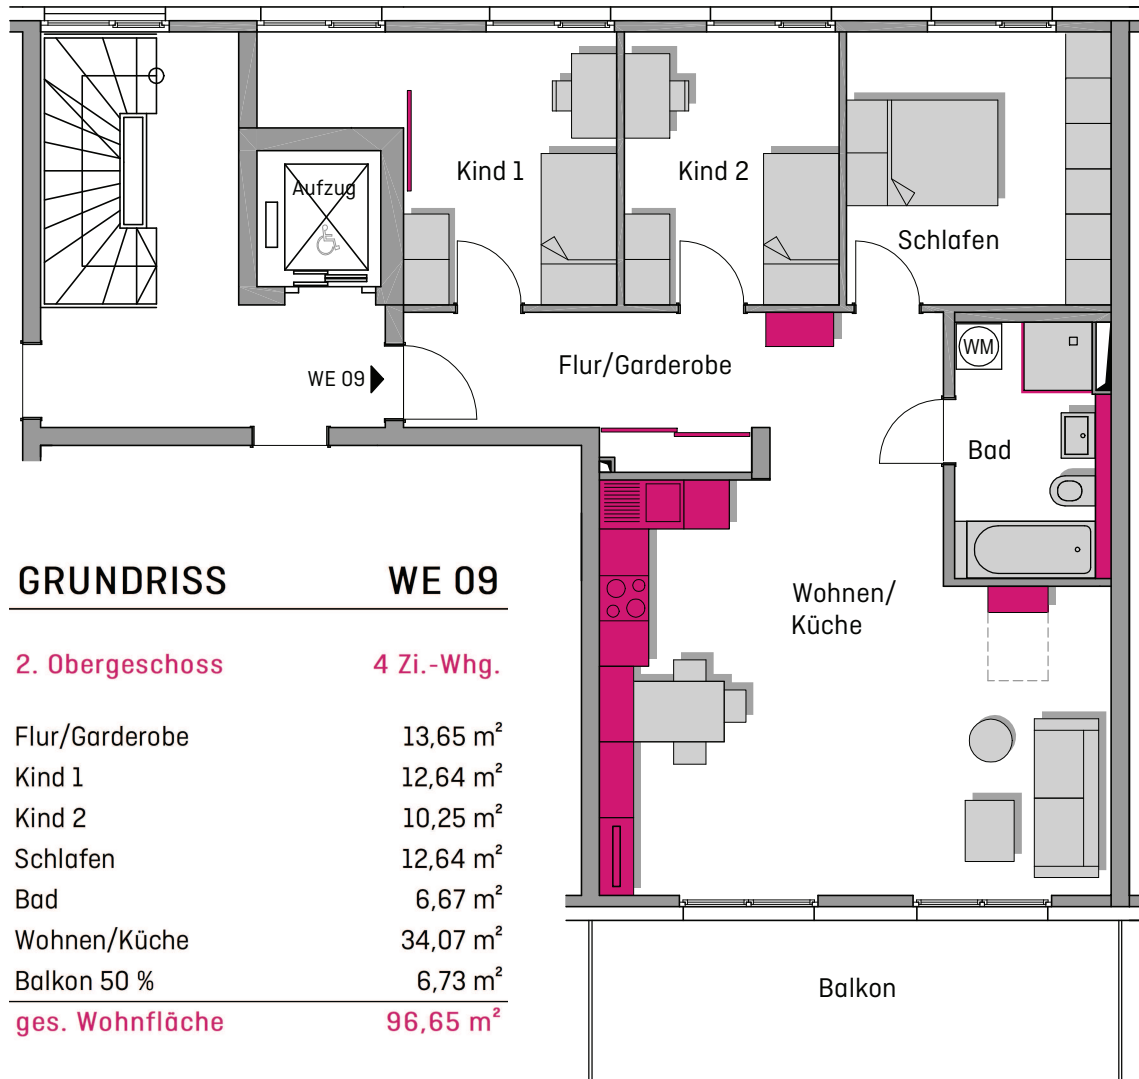 Aufzug
Kind 1
Kind 2
Schlafen
WE 09
Flur/Garderobe
WM
Bad
Wohnen/
Küche
Balkon
GRUNDRISS WE 09
2. Obergeschoss 4 Zi.-Whg.
Flur/Garderobe 13,65 m²
Kind 1 12,64 m²
Kind 2 10,25 m²
Schlafen 12,64 m²
Bad 6,67 m²
Wohnen/Küche 34,07 m²
Balkon 50 % 6,73 m²
ges. Wohnfläche 96,65 m²